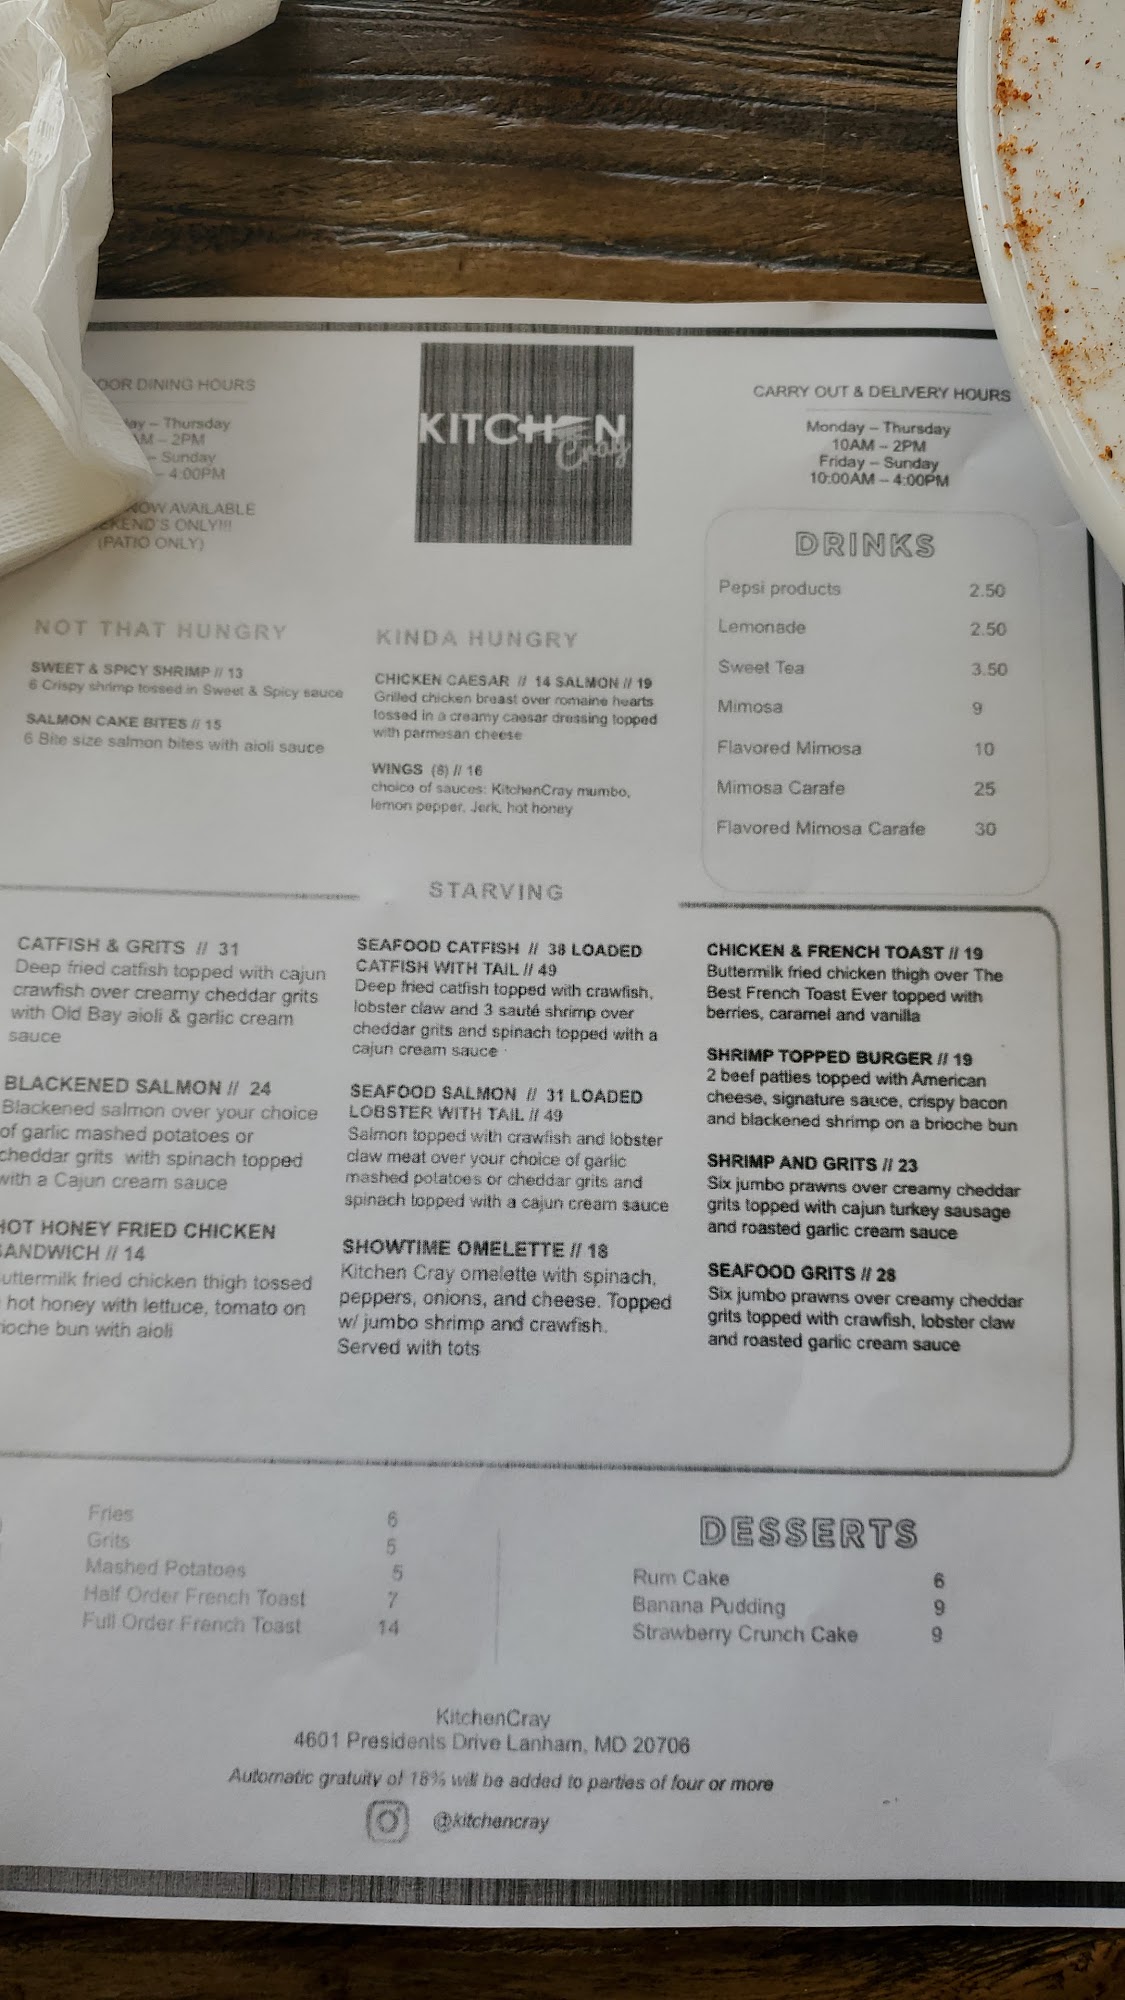 OOR DINING HOURS
ay – Thursday
AM – 2PM
– Sunday
– 4:00PM
NOW AVAILABLE
EKEND'S ONLY!!!
(PATIO ONLY)
KITCHEN
Cray
CARRY OUT & DELIVERY HOURS
Monday – Thursday
10AM – 2PM
Friday – Sunday
10:00AM – 4:00PM
DRINKS
Pepsi products 2.50
Lemonade 2.50
Sweet Tea 3.50
Mimosa 9
Flavored Mimosa 10
Mimosa Carafe 25
Flavored Mimosa Carafe 30
NOT THAT HUNGRY
SWEET & SPICY SHRIMP // 13
6 Crispy shrimp tossed in Sweet & Spicy sauce
SALMON CAKE BITES // 15
6 Bite size salmon bites with aioli sauce
KINDA HUNGRY
CHICKEN CAESAR // 14 SALMON // 19
Grilled chicken breast over romaine hearts
tossed in a creamy caesar dressing topped
with parmesan cheese
WINGS (8) // 16
choice of sauces: KitchenCray mumbo,
lemon pepper, Jerk, hot honey
STARVING
CATFISH & GRITS // 31
Deep fried catfish topped with cajun
crawfish over creamy cheddar grits
with Old Bay aioli & garlic cream
sauce
BLACKENED SALMON // 24
Blackened salmon over your choice
of garlic mashed potatoes or
cheddar grits with spinach topped
with a Cajun cream sauce
HOT HONEY FRIED CHICKEN
SANDWICH // 14
uttermilk fried chicken thigh tossed
hot honey with lettuce, tomato on
rioche bun with aioli
SEAFOOD CATFISH // 38 LOADED
CATFISH WITH TAIL // 49
Deep fried catfish topped with crawfish,
lobster claw and 3 sauté shrimp over
cheddar grits and spinach topped with a
cajun cream sauce
SEAFOOD SALMON // 31 LOADED
LOBSTER WITH TAIL // 49
Salmon topped with crawfish and lobster
claw meat over your choice of garlic
mashed potatoes or cheddar grits and
spinach topped with a cajun cream sauce
SHOWTIME OMELETTE // 18
Kitchen Cray omelette with spinach,
peppers, onions, and cheese. Topped
w/ jumbo shrimp and crawfish.
Served with tots
CHICKEN & FRENCH TOAST // 19
Buttermilk fried chicken thigh over The
Best French Toast Ever topped with
berries, caramel and vanilla
SHRIMP TOPPED BURGER // 19
2 beef patties topped with American
cheese, signature sauce, crispy bacon
and blackened shrimp on a brioche bun
SHRIMP AND GRITS // 23
Six jumbo prawns over creamy cheddar
grits topped with cajun turkey sausage
and roasted garlic cream sauce
SEAFOOD GRITS // 28
Six jumbo prawns over creamy cheddar
grits topped with crawfish, lobster claw
and roasted garlic cream sauce
Fries 6
Grits 5
Mashed Potatoes 5
Half Order French Toast 7
Full Order French Toast 14
DESSERTS
Rum Cake 6
Banana Pudding 9
Strawberry Crunch Cake 9
KitchenCray
4601 Presidents Drive Lanham, MD 20706
Automatic gratuity of 18% will be added to parties of four or more
@kitchencray